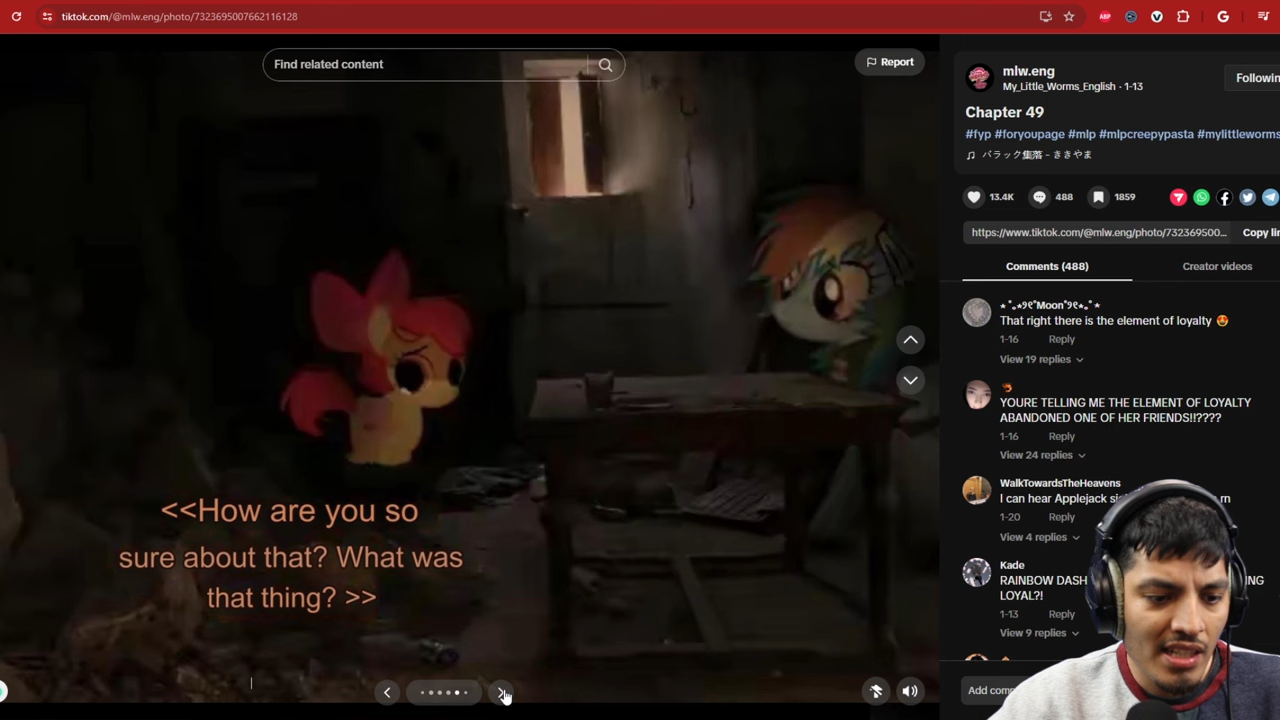 tiktok.com/@mlw.eng/photo/7323695007662116128
Find related content
Report
<<How are you so
sure about that? What was
that thing? >>
mlw.eng
My_Little_Worms_English · 1-13
Followin
Chapter 49
#fyp #foryoupage #mlp #mlpcreepypasta #mylittleworms
バラック集落 - ききやま
13.4K
488
1859
https://www.tiktok.com/@mlw.eng/photo/732369500...
Copy lin
Comments (488)
Creator videos
⋆˚｡⋆୨୧˚Moon˚୨୧⋆｡˚⋆
That right there is the element of loyalty 😍
1-16
Reply
View 19 replies
YOURE TELLING ME THE ELEMENT OF LOYALTY
ABANDONED ONE OF HER FRIENDS!!????
1-16
Reply
View 24 replies
WalkTowardsTheHeavens
I can hear Applejack
1-20
Reply
View 4 replies
Kade
RAINBOW DASH
LOYAL?!
1-13
Reply
View 9 replies
Add com